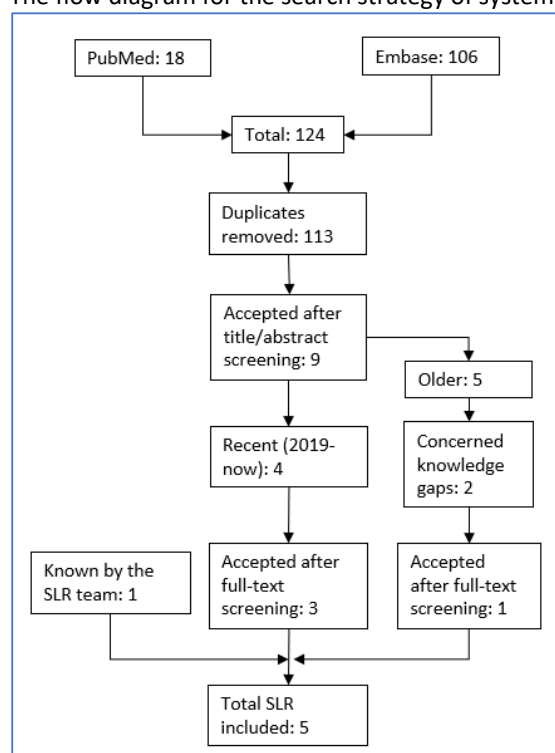 The flow diagram for the search strategy of system
PubMed: 18
Embase: 106
Total: 124
Duplicates
removed: 113
Accepted after
title/abstract
screening: 9
Older: 5
Recent (2019-
now): 4
Concerned
knowledge
gaps: 2
Known by the
SLR team: 1
Accepted after
full-text
screening: 3
Accepted
after full-text
screening: 1
Total SLR
included: 5